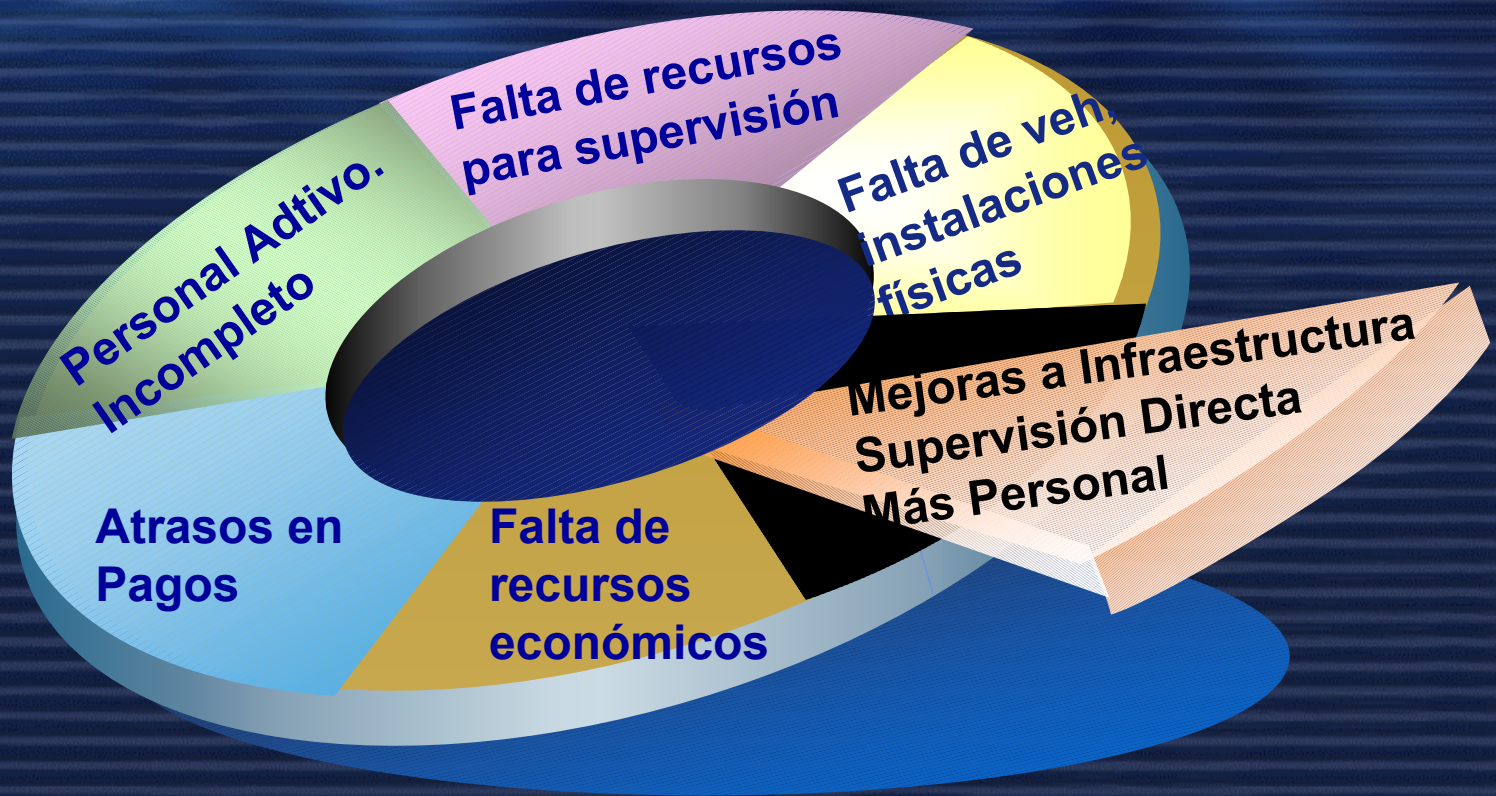 Falta de recursos
para supervisión
Falta de veh,
instalaciones
físicas
Personal Adtivo.
Incompleto
Mejoras a Infraestructura
Supervisión Directa
Más Personal
Atrasos en
Pagos
Falta de
recursos
económicos